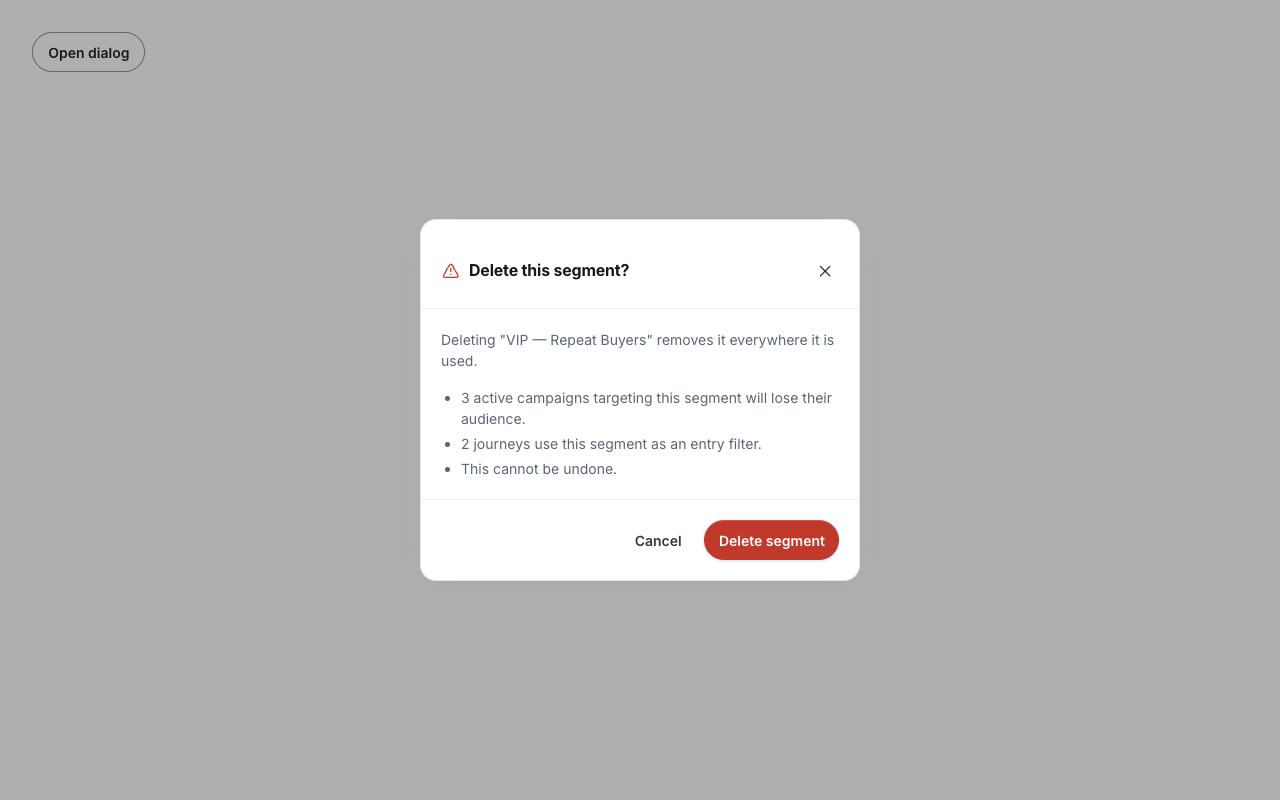 Open dialog
Delete this segment?
Deleting "VIP — Repeat Buyers" removes it everywhere it is
used.
• 3 active campaigns targeting this segment will lose their
audience.
• 2 journeys use this segment as an entry filter.
• This cannot be undone.
Cancel
Delete segment